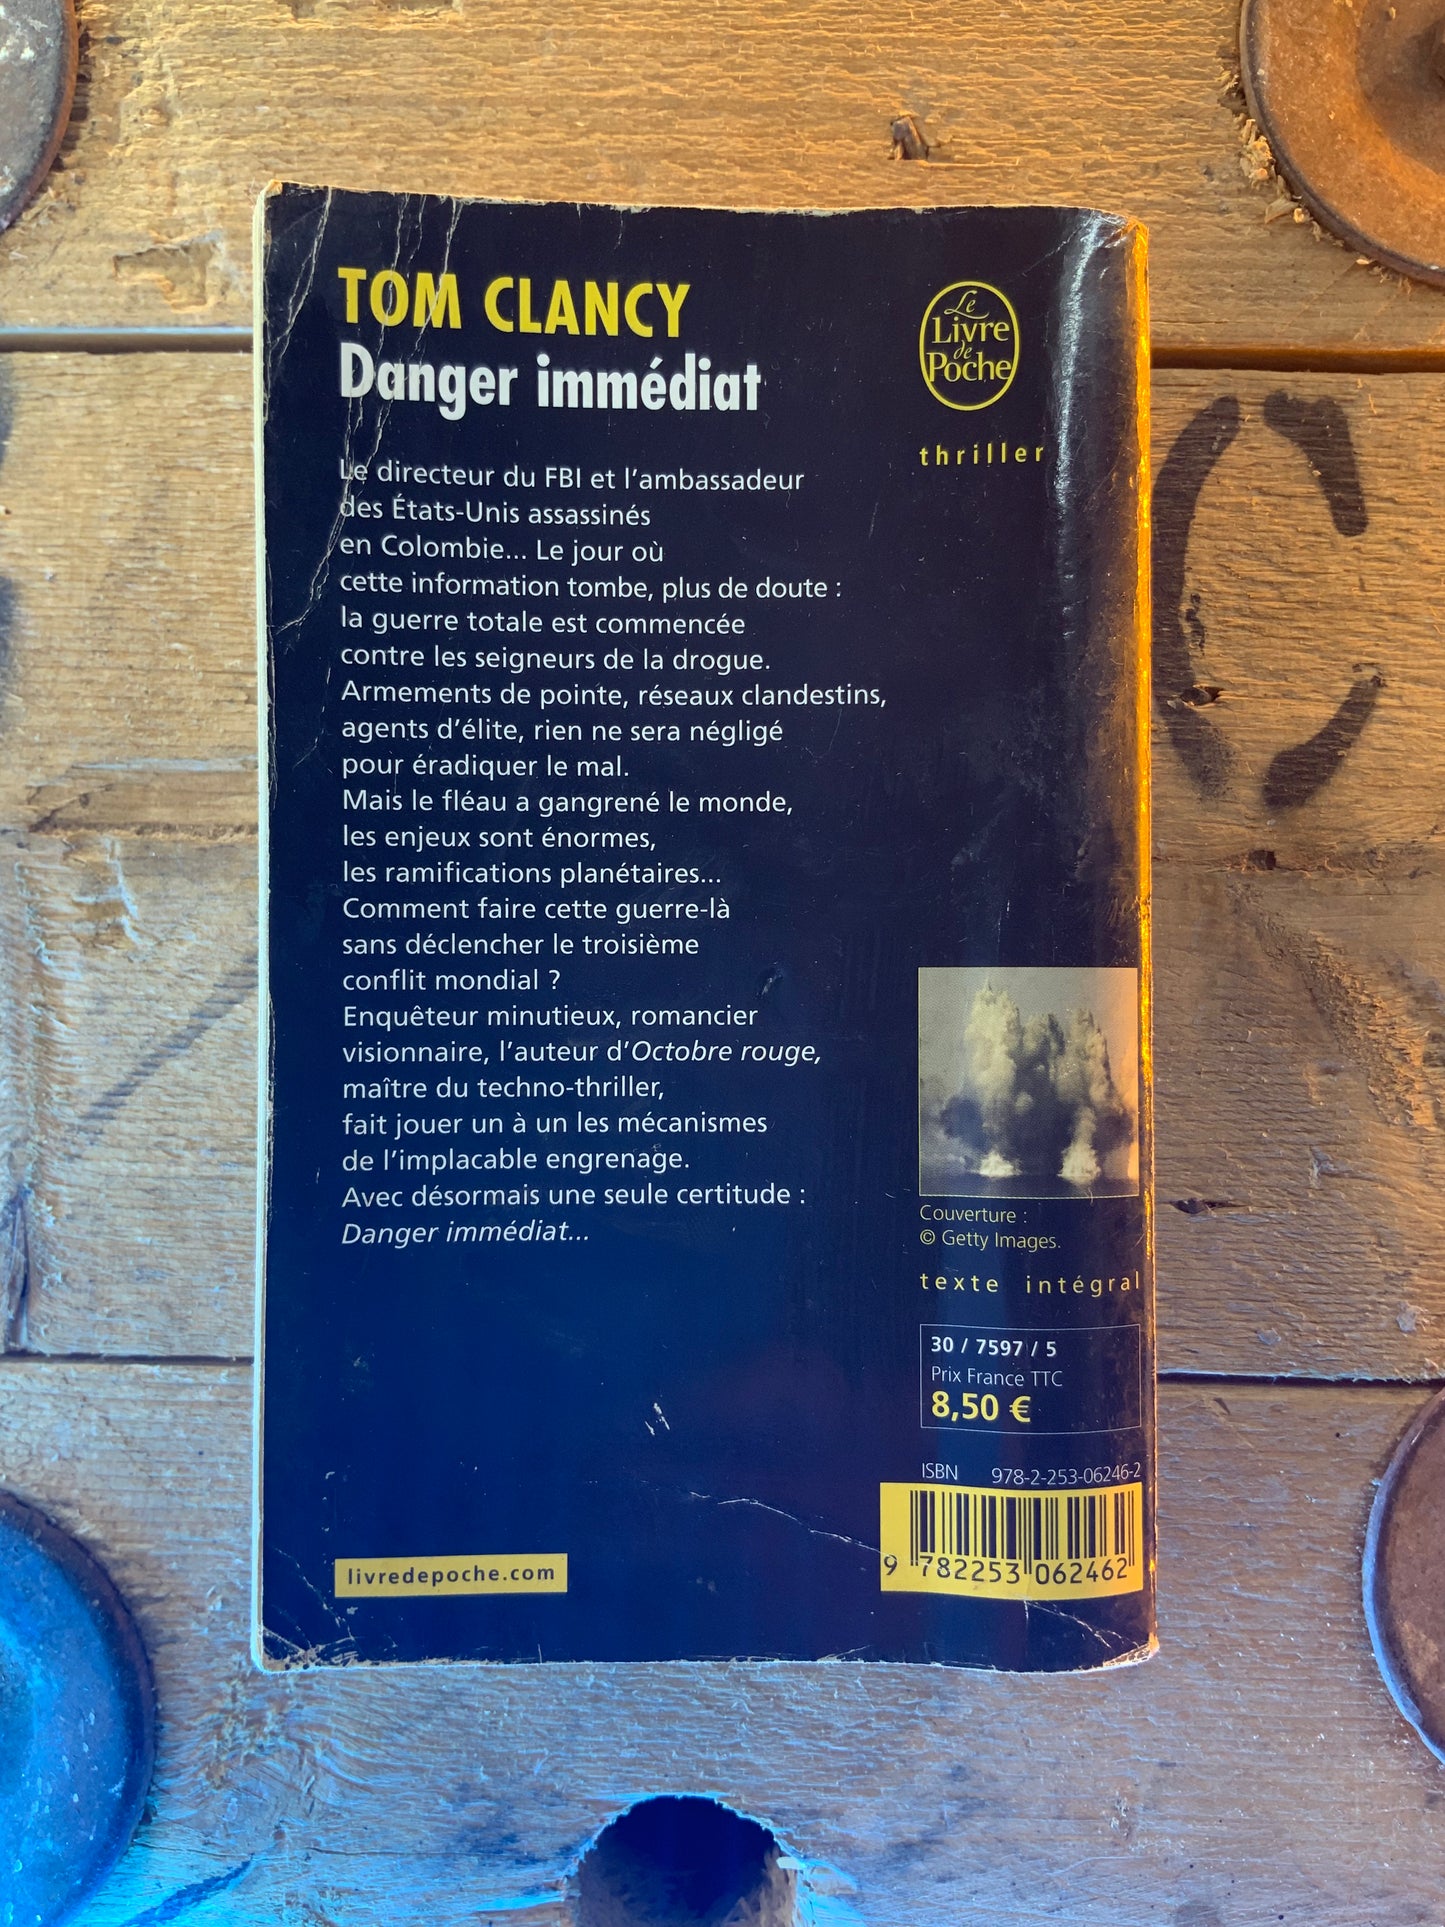 TOM CLANCY
Danger immédiat
Le
Livre
de
Poche
thriller
Le directeur du FBI et l'ambassadeur
des États-Unis assassinés
en Colombie... Le jour où
cette information tombe, plus de doute :
la guerre totale est commencée
contre les seigneurs de la drogue.
Armements de pointe, réseaux clandestins,
agents d'élite, rien ne sera négligé
pour éradiquer le mal.
Mais le fléau a gangrené le monde,
les enjeux sont énormes,
les ramifications planétaires...
Comment faire cette guerre-là
sans déclencher le troisième
conflit mondial ?
Enquêteur minutieux, romancier
visionnaire, l'auteur d'Octobre rouge,
maître du techno-thriller,
fait jouer un à un les mécanismes
de l'implacable engrenage.
Avec désormais une seule certitude :
Danger immédiat...
Couverture :
© Getty Images.
texte intégral
30 / 7597 / 5
Prix France TTC
8,50 €
ISBN 978-2-253-06246-2
9 782253 062462
livredepoche.com
C